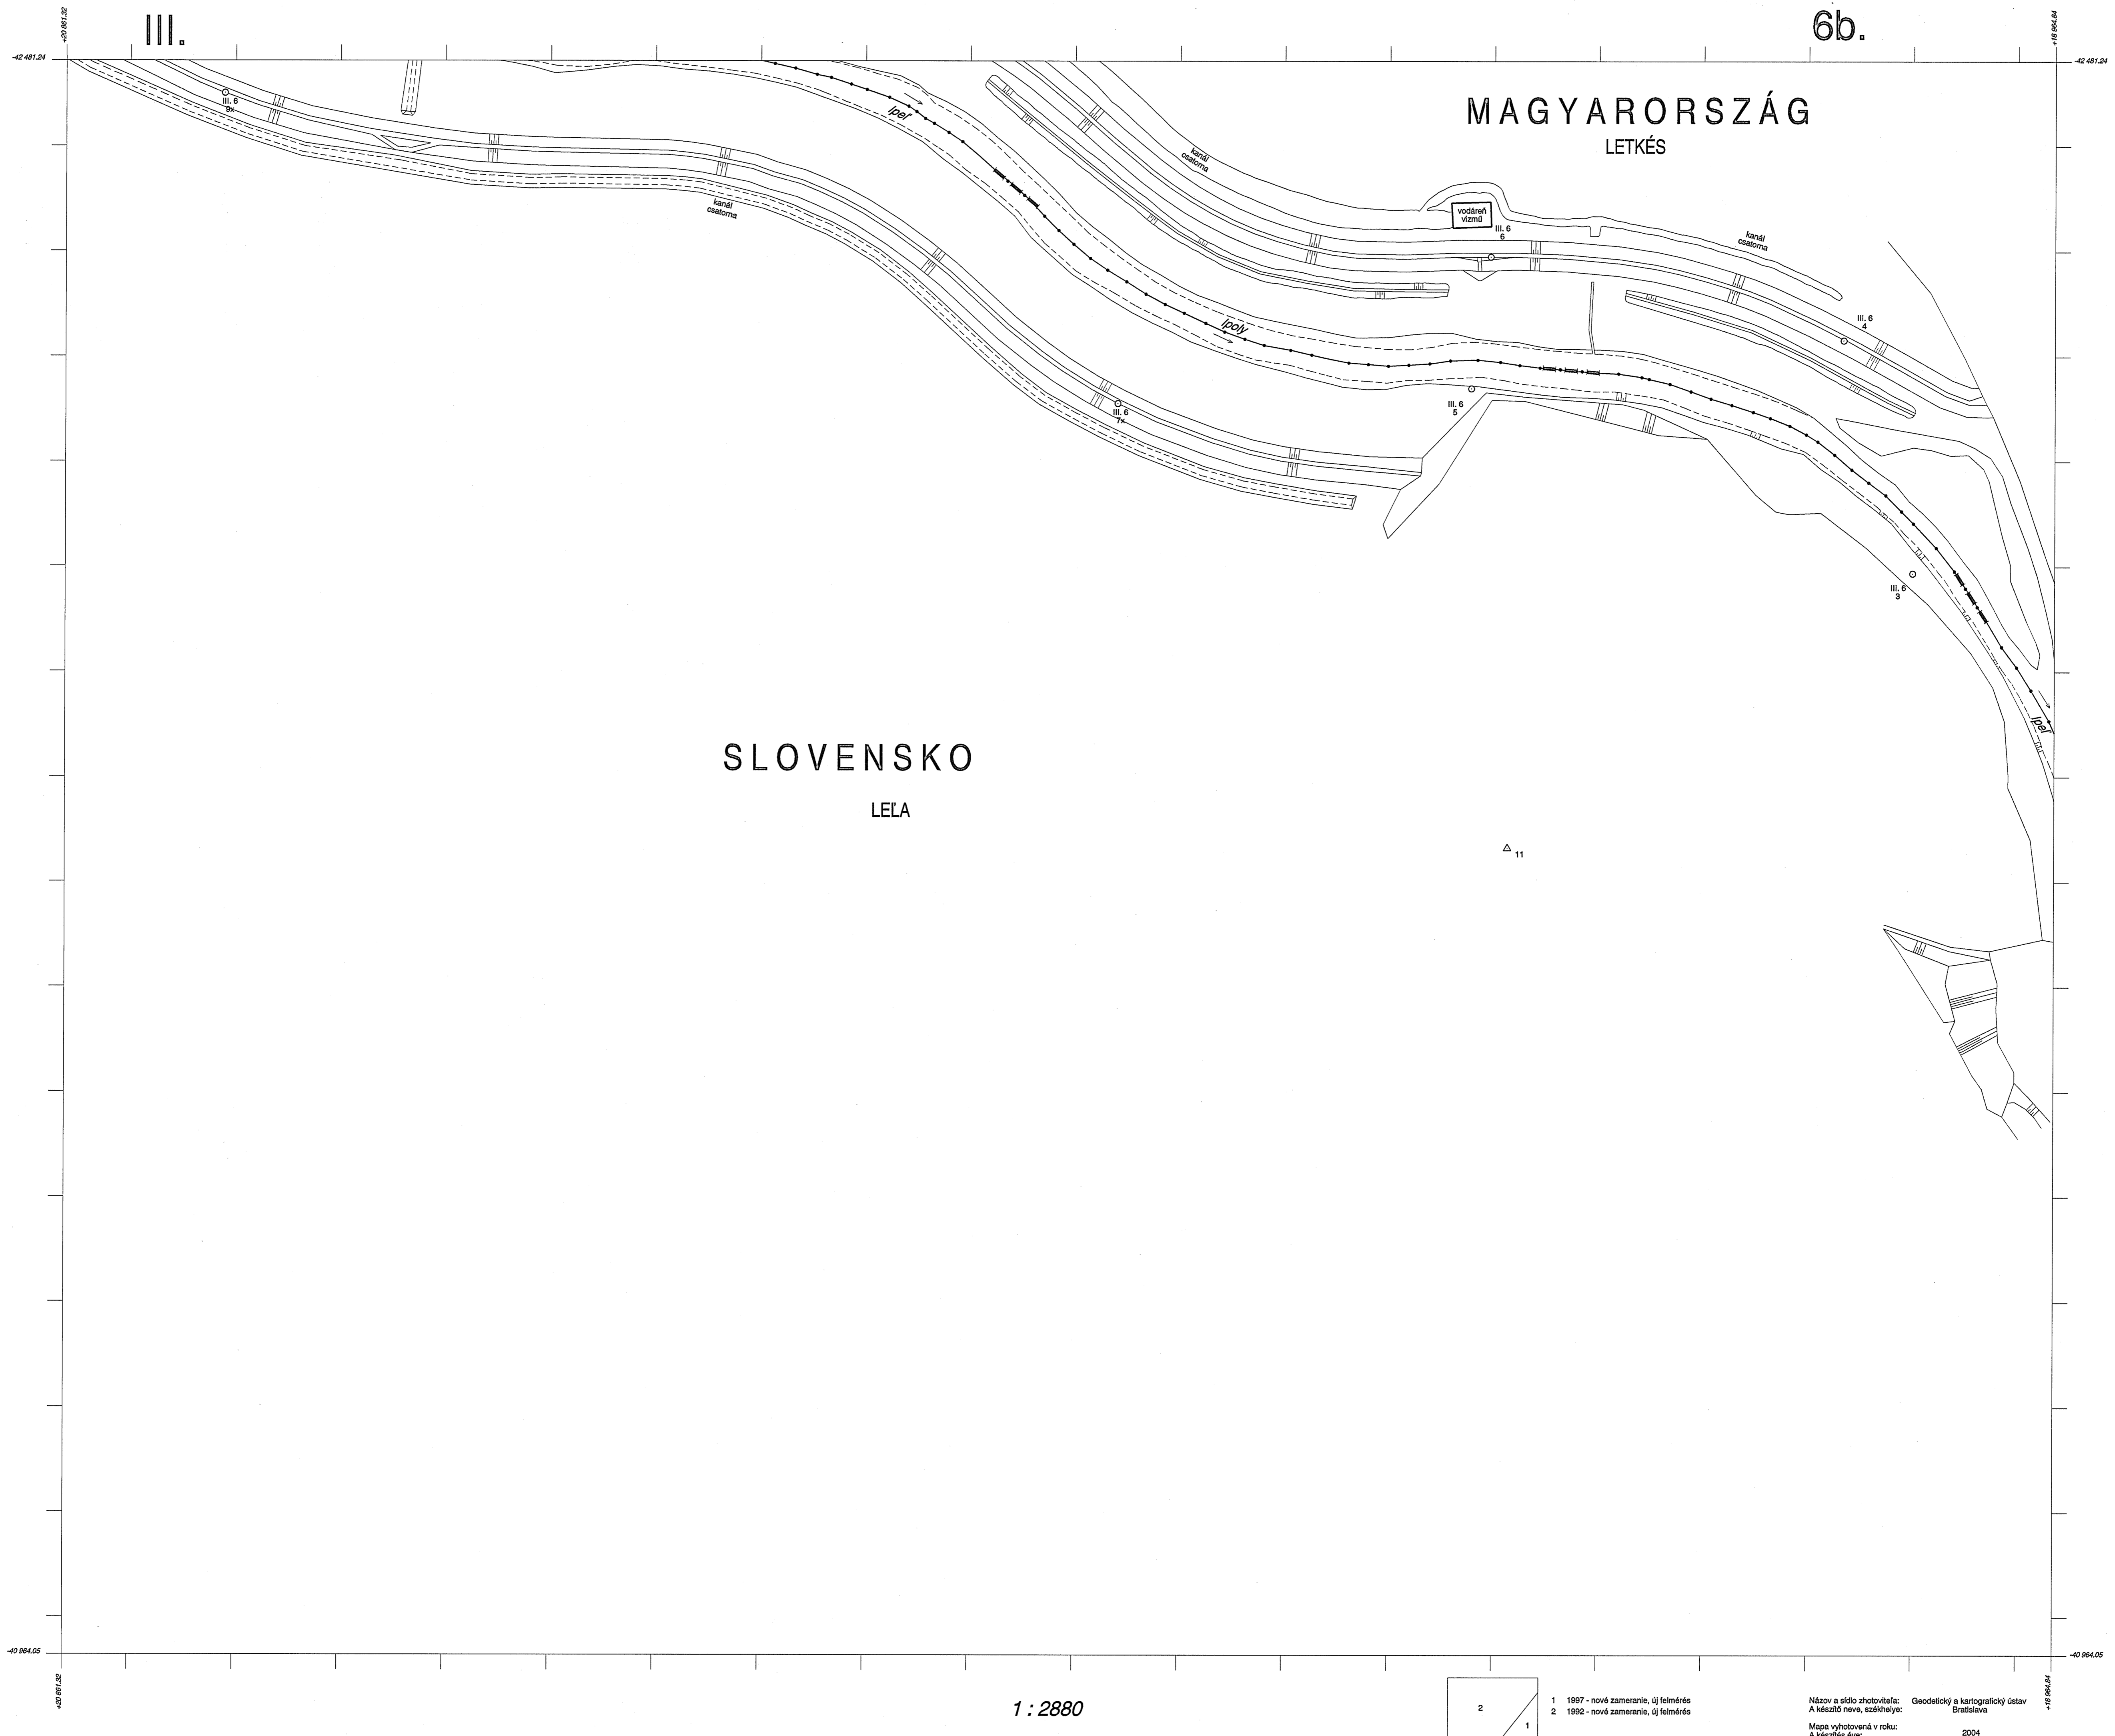 +20 861.32
III.
6b.
+18 964.84
-42 481.24
-42 481.24
III. 6
9x
Ipeľ
MAGYARORSZÁG
LETKÉS
kanál
csatorna
kanál
csatorna
vodáreň
vízmű
III. 6
6
kanál
csatorna
Ipoly
III. 6
4
III. 6
7x
III. 6
5
III. 6
3
Ipeľ
SLOVENSKO
LEĽA
11
-40 964.05
-40 964.05
+20 861.32
+18 964.84
1 : 2880
2
1
1 1997 - nové zameranie, új felmérés
2 1992 - nové zameranie, új felmérés
Názov a sídlo zhotoviteľa: Geodetický a kartografický ústav
A készítő neve, székhelye: Bratislava
Mapa vyhotovená v roku:
A készítés éve: 2004